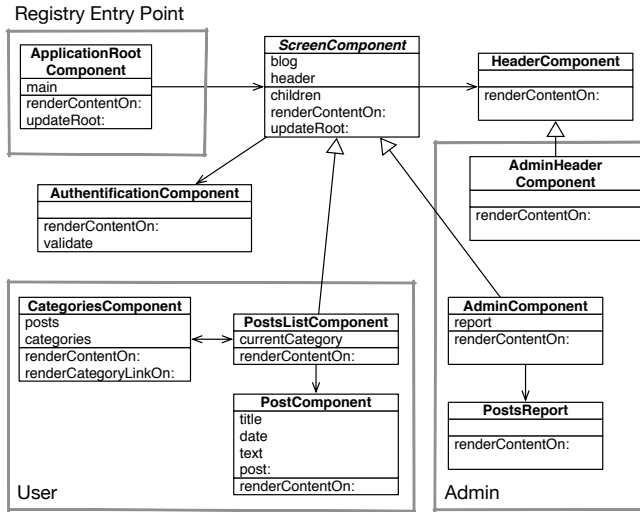 Registry Entry Point
ApplicationRoot
Component
main
renderContentOn:
updateRoot:
ScreenComponent
blog
header
children
renderContentOn:
updateRoot:
HeaderComponent
renderContentOn:
AdminHeader
Component
renderContentOn:
AuthentificationComponent
renderContentOn:
validate
CategoriesComponent
posts
categories
renderContentOn:
renderCategoryLinkOn:
PostsListComponent
currentCategory
renderContentOn:
PostComponent
title
date
text
post:
renderContentOn:
User
AdminComponent
report
renderContentOn:
PostsReport
renderContentOn:
Admin